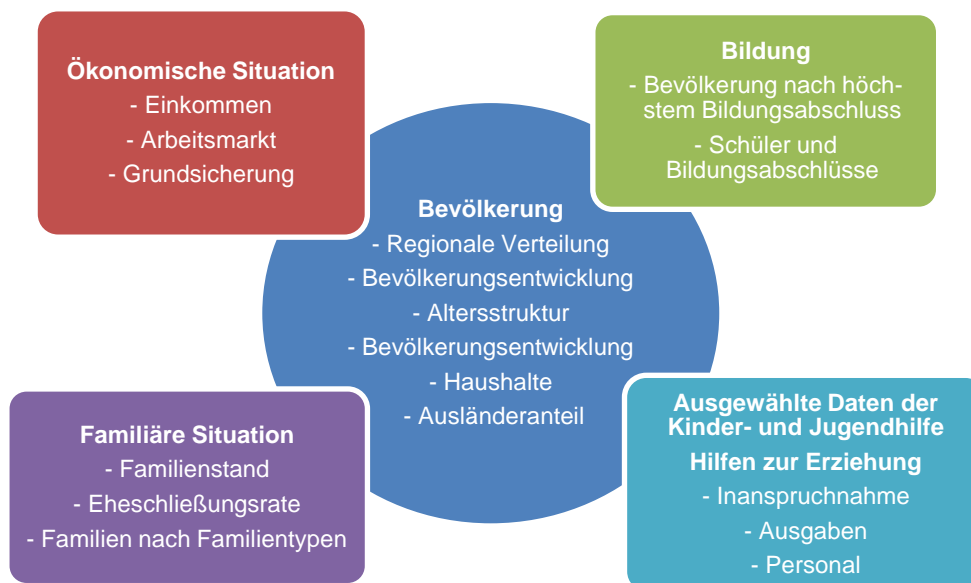 Ökonomische Situation
- Einkommen
- Arbeitsmarkt
- Grundsicherung
Bildung
- Bevölkerung nach höch-
stem Bildungsabschluss
- Schüler und
Bildungsabschlüsse
Bevölkerung
- Regionale Verteilung
- Bevölkerungsentwicklung
- Altersstruktur
- Bevölkerungsentwicklung
- Haushalte
- Ausländeranteil
Familiäre Situation
- Familienstand
- Eheschließungsrate
- Familien nach Familientypen
Ausgewählte Daten der
Kinder- und Jugendhilfe
Hilfen zur Erziehung
- Inanspruchnahme
- Ausgaben
- Personal